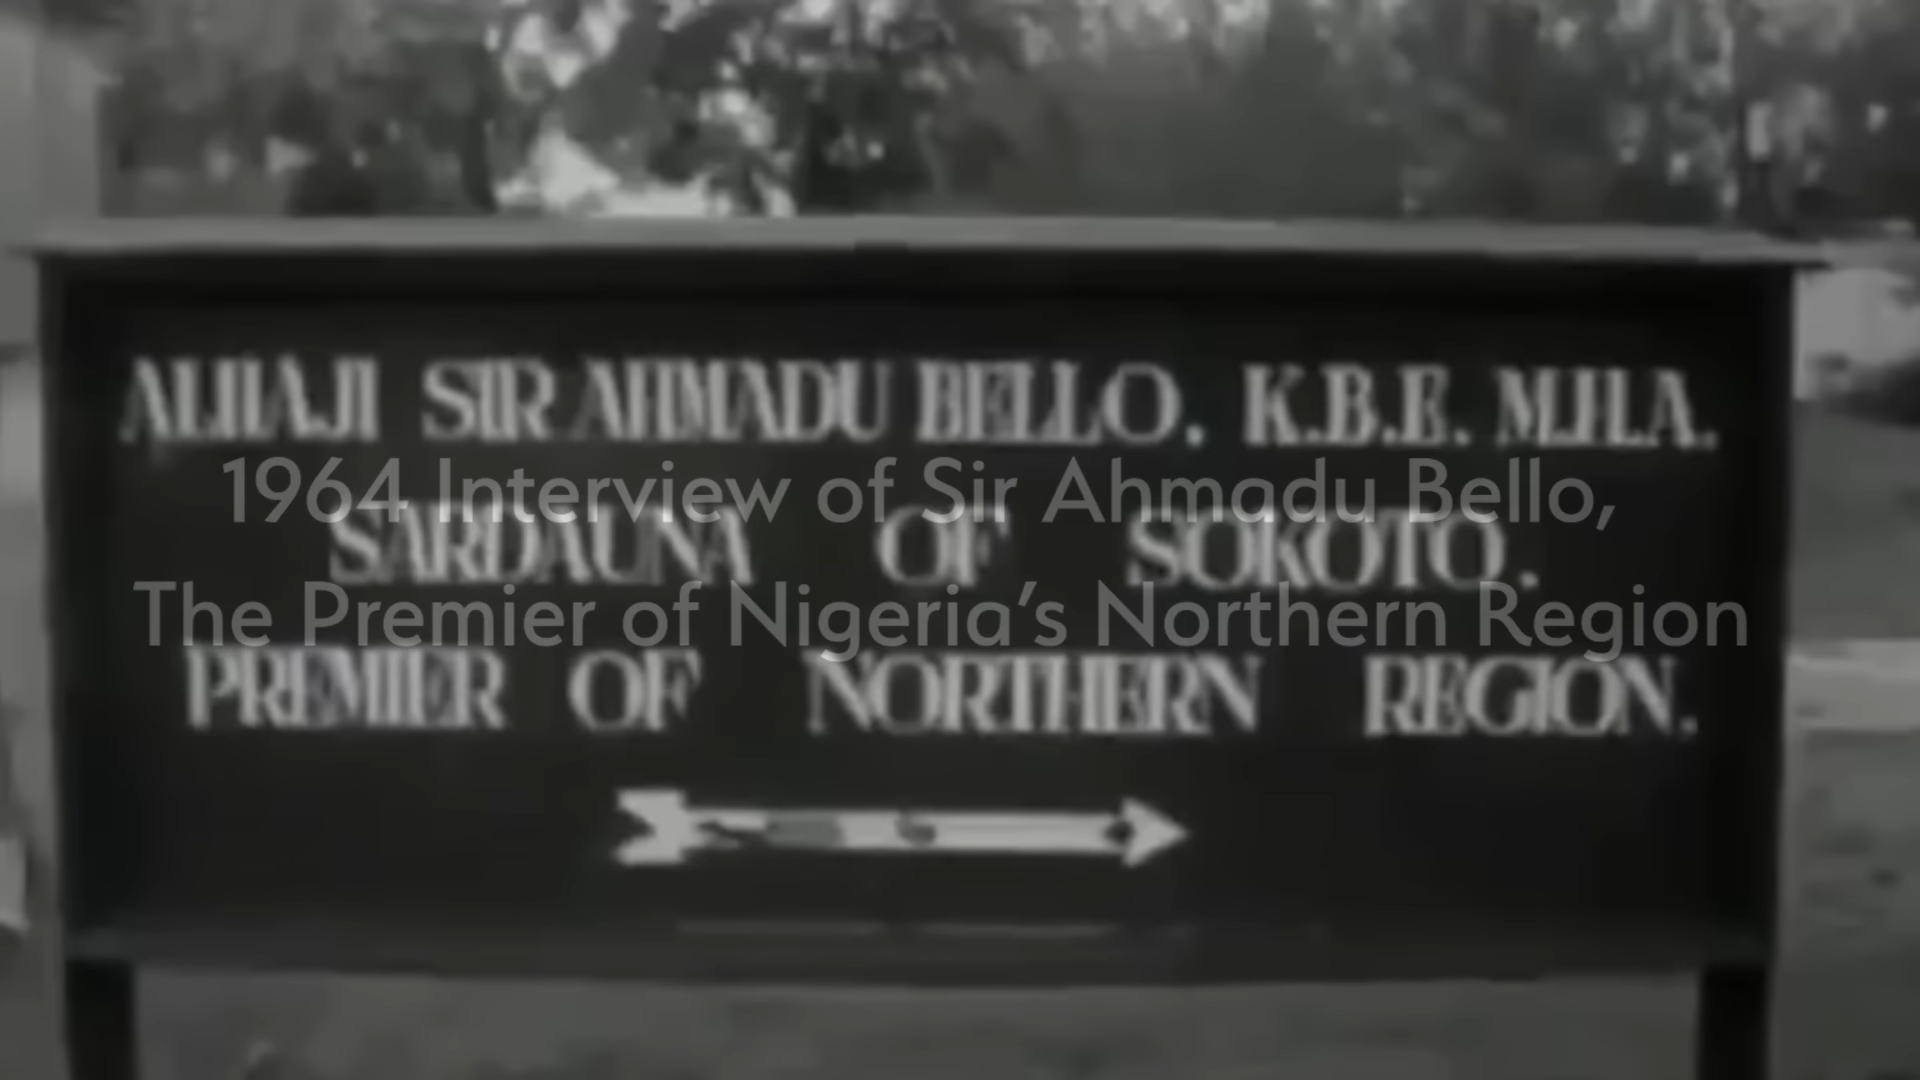 ALHAJI SIR AHMADU BELLO. K.B.E. M.H.A.
1964 Interview of Sir Ahmadu Bello,
SARDAUNA OF SOKOTO.
The Premier of Nigeria's Northern Region
PREMIER OF NORTHERN REGION.